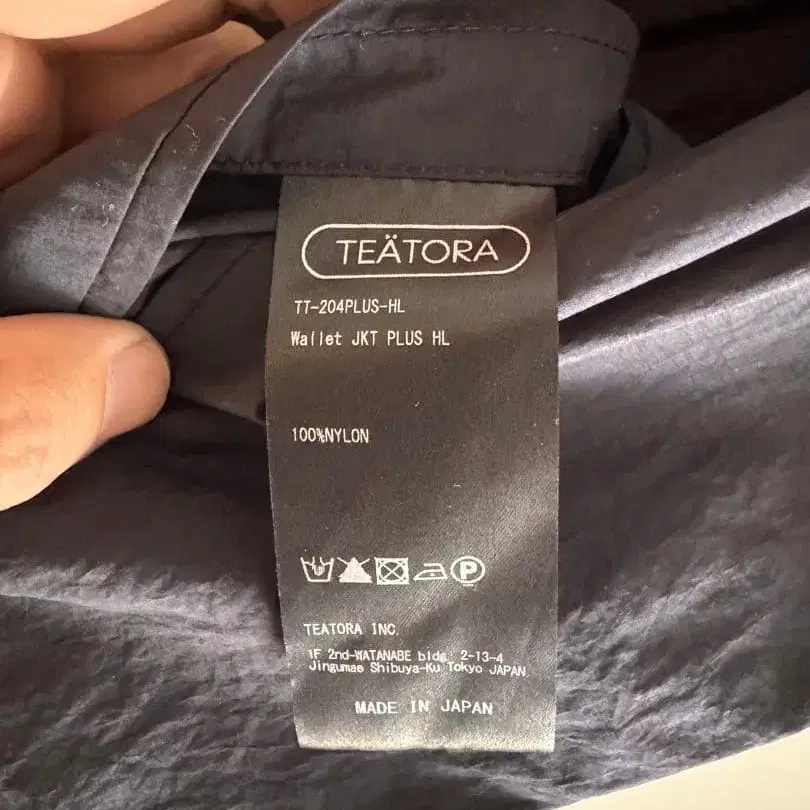 TEÄTORA
TT-204PLUS-HL
Wallet JKT PLUS HL
100%NYLON
P
TEATORA INC.
1F 2nd-WATANABE bldg. 2-13-4
Jingumae Shibuya-Ku Tokyo JAPAN.
MADE IN JAPAN